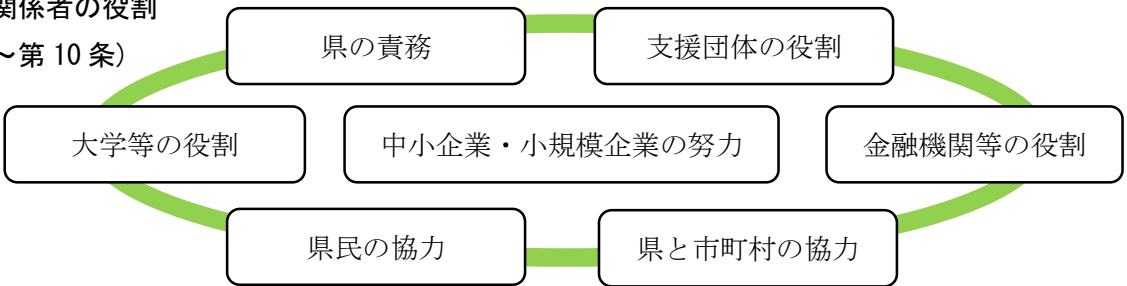 関係者の役割
～第 10 条)
県の責務
支援団体の役割
大学等の役割
中小企業・小規模企業の努力
金融機関等の役割
県民の協力
県と市町村の協力